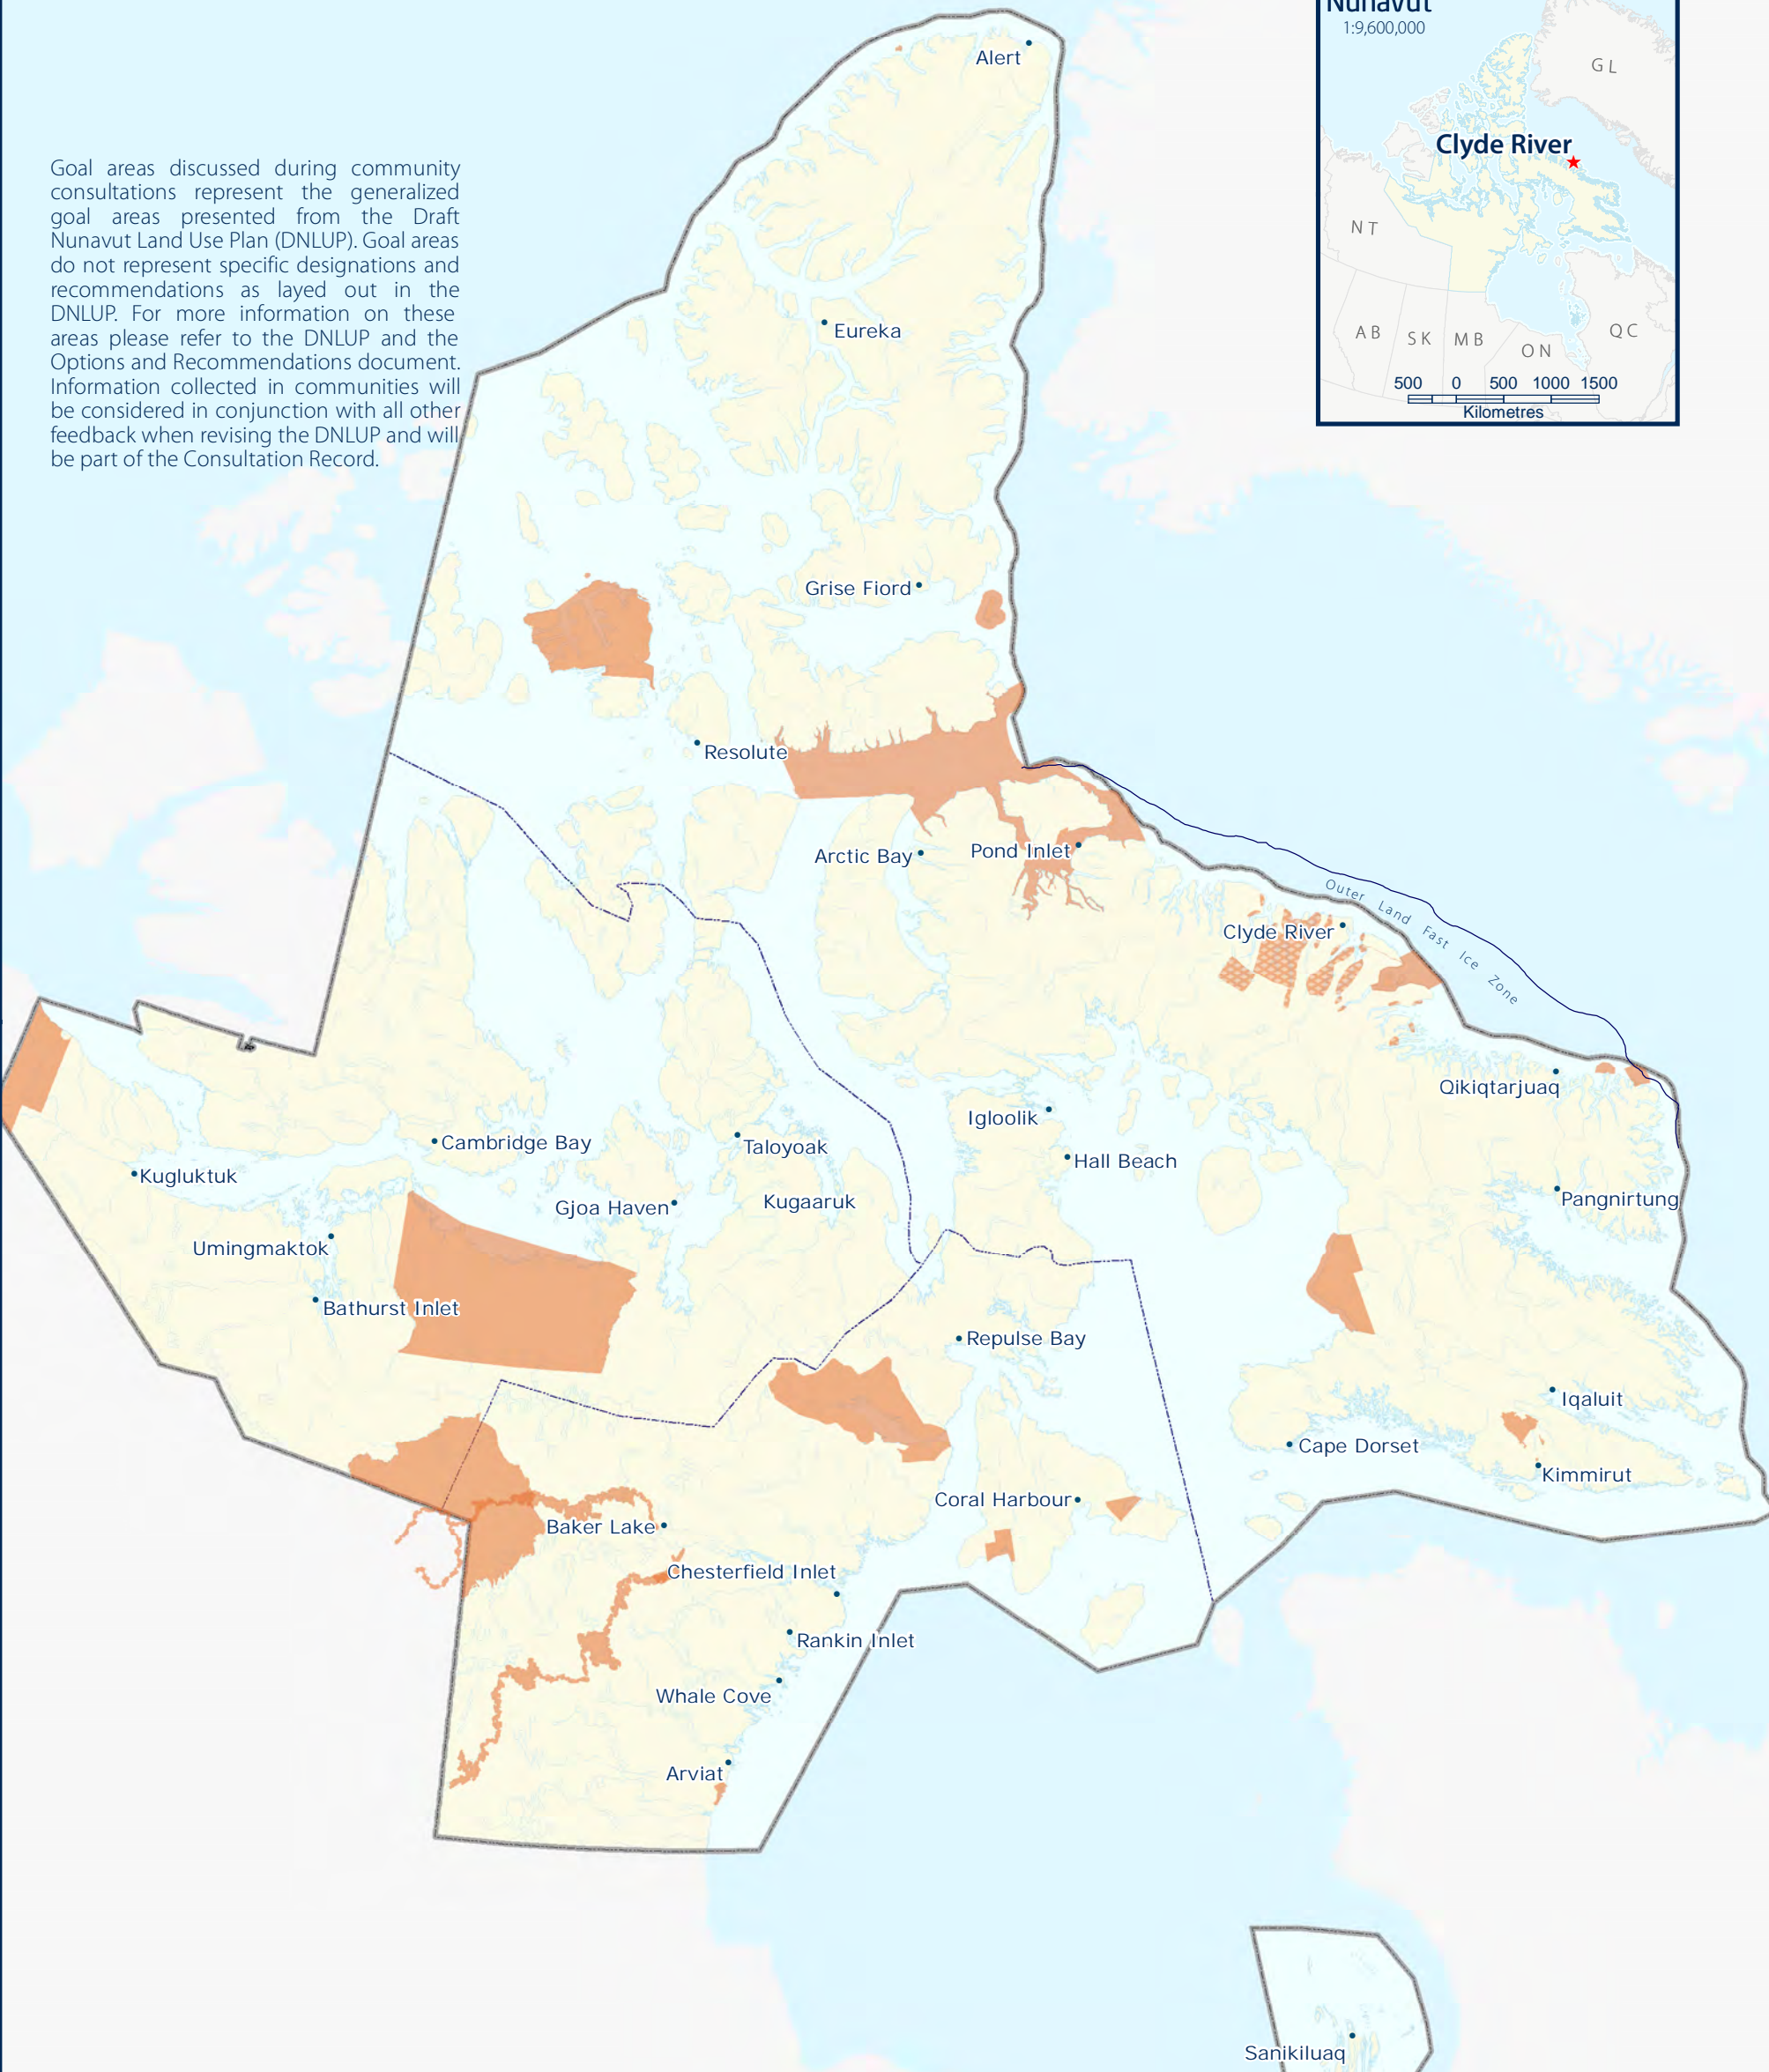 Nunavut
1:9,600,000
GL
Clyde River
NT
AB
SK
MB
ON
QC
500 0 500 1000 1500
Kilometres
Goal areas discussed during community
consultations represent the generalized
goal areas presented from the Draft
Nunavut Land Use Plan (DNLUP). Goal areas
do not represent specific designations and
recommendations as layed out in the
DNLUP. For more information on these
areas please refer to the DNLUP and the
Options and Recommendations document.
Information collected in communities will
be considered in conjunction with all other
feedback when revising the DNLUP and will
be part of the Consultation Record.
Alert
Eureka
Grise Fiord
Resolute
Arctic Bay
Pond Inlet
Outer Land Fast Ice Zone
Clyde River
Qikiqtarjuaq
Igloolik
Cambridge Bay
Taloyoak
Hall Beach
Kugluktuk
Gjoa Haven
Kugaaruk
Pangnirtung
Umingmaktok
Bathurst Inlet
Repulse Bay
Iqaluit
Cape Dorset
Kimmirut
Coral Harbour
Baker Lake
Chesterfield Inlet
Rankin Inlet
Whale Cove
Arviat
Sanikiluaq